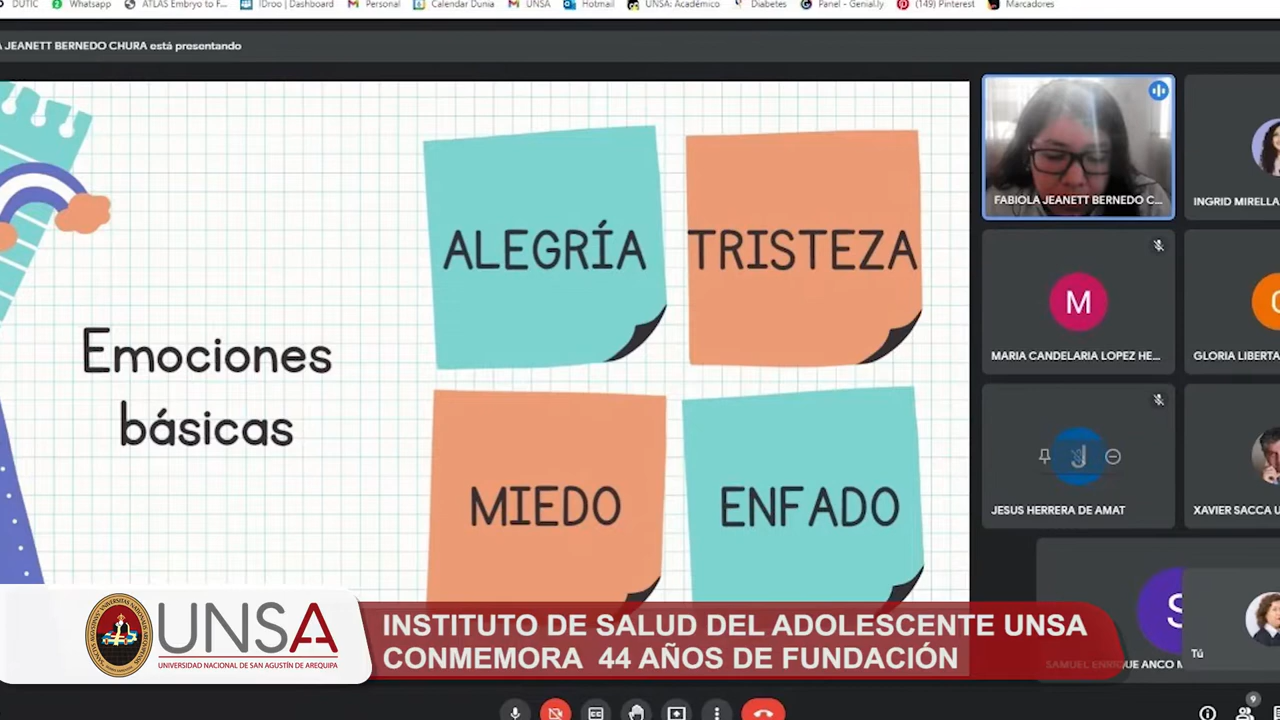 DUTIC Whatsapp ATLAS Embryo to F... IDroo | Dashboard Personal Calendar Dunia UNSA Hotmail UNSA: Académico Diabetes Panel - Genial.ly (149) Pinterest Marcadores
JEANETT BERNEDO CHURA está presentando
ALEGRÍA
TRISTEZA
Emociones
básicas
MIEDO
ENFADO
FABIOLA JEANETT BERNEDO C...
INGRID MIRELLA
M
MARIA CANDELARIA LOPEZ HE...
GLORIA LIBERTA
J
JESUS HERRERA DE AMAT
XAVIER SACCA U
S
SAMUEL ENRIQUE ANCO M
Tú
UNSA
UNIVERSIDAD NACIONAL DE SAN AGUSTÍN DE AREQUIPA
INSTITUTO DE SALUD DEL ADOLESCENTE UNSA
CONMEMORA 44 AÑOS DE FUNDACIÓN
9